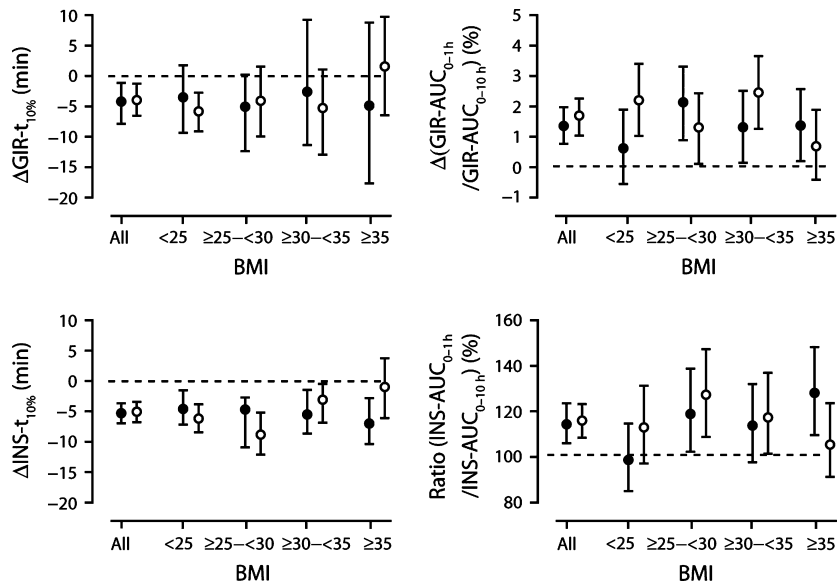 ΔGIR-t10% (min)
10
5
0
−5
−10
−15
−20
All <25 ≥25–<30 ≥30–<35 ≥35
BMI
Δ(GIR-AUC0–1h
/GIR-AUC0–10 h) (%)
5
4
3
2
1
0
−1
All <25 ≥25–<30 ≥30–<35 ≥35
BMI
ΔINS-t10% (min)
10
5
0
−5
−10
−15
−20
All <25 ≥25–<30 ≥30–<35 ≥35
BMI
Ratio (INS-AUC0–1h
/INS-AUC0–10 h) (%)
160
140
120
100
80
All <25 ≥25–<30 ≥30–<35 ≥35
BMI